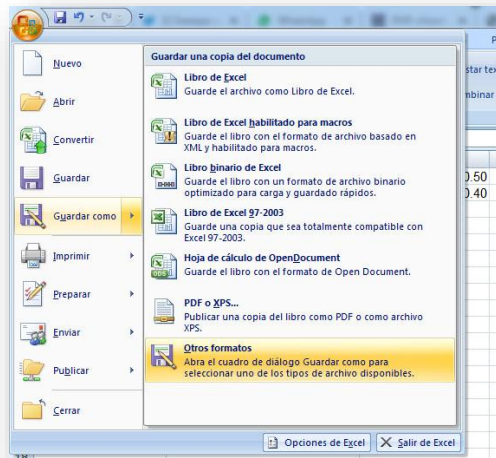 Nuevo
Abrir
Convertir
Guardar
Guardar como
Imprimir
Preparar
Enviar
Publicar
Cerrar
Guardar una copia del documento
Libro de Excel
Guarde el archivo como Libro de Excel.
Libro de Excel habilitado para macros
Guarde el libro con el formato de archivo basado en
XML y habilitado para macros.
Libro binario de Excel
Guarde el libro con un formato de archivo binario
optimizado para carga y guardado rápidos.
Libro de Excel 97-2003
Guarde una copia que sea totalmente compatible con
Excel 97-2003.
Hoja de cálculo de OpenDocument
Guarde el libro con el formato de Open Document.
PDF o XPS...
Publicar una copia del libro como PDF o como archivo
XPS.
Otros formatos
Abra el cuadro de diálogo Guardar como para
seleccionar uno de los tipos de archivo disponibles.
Opciones de Excel
Salir de Excel
P
star tex
mbinar
0.50
0.40